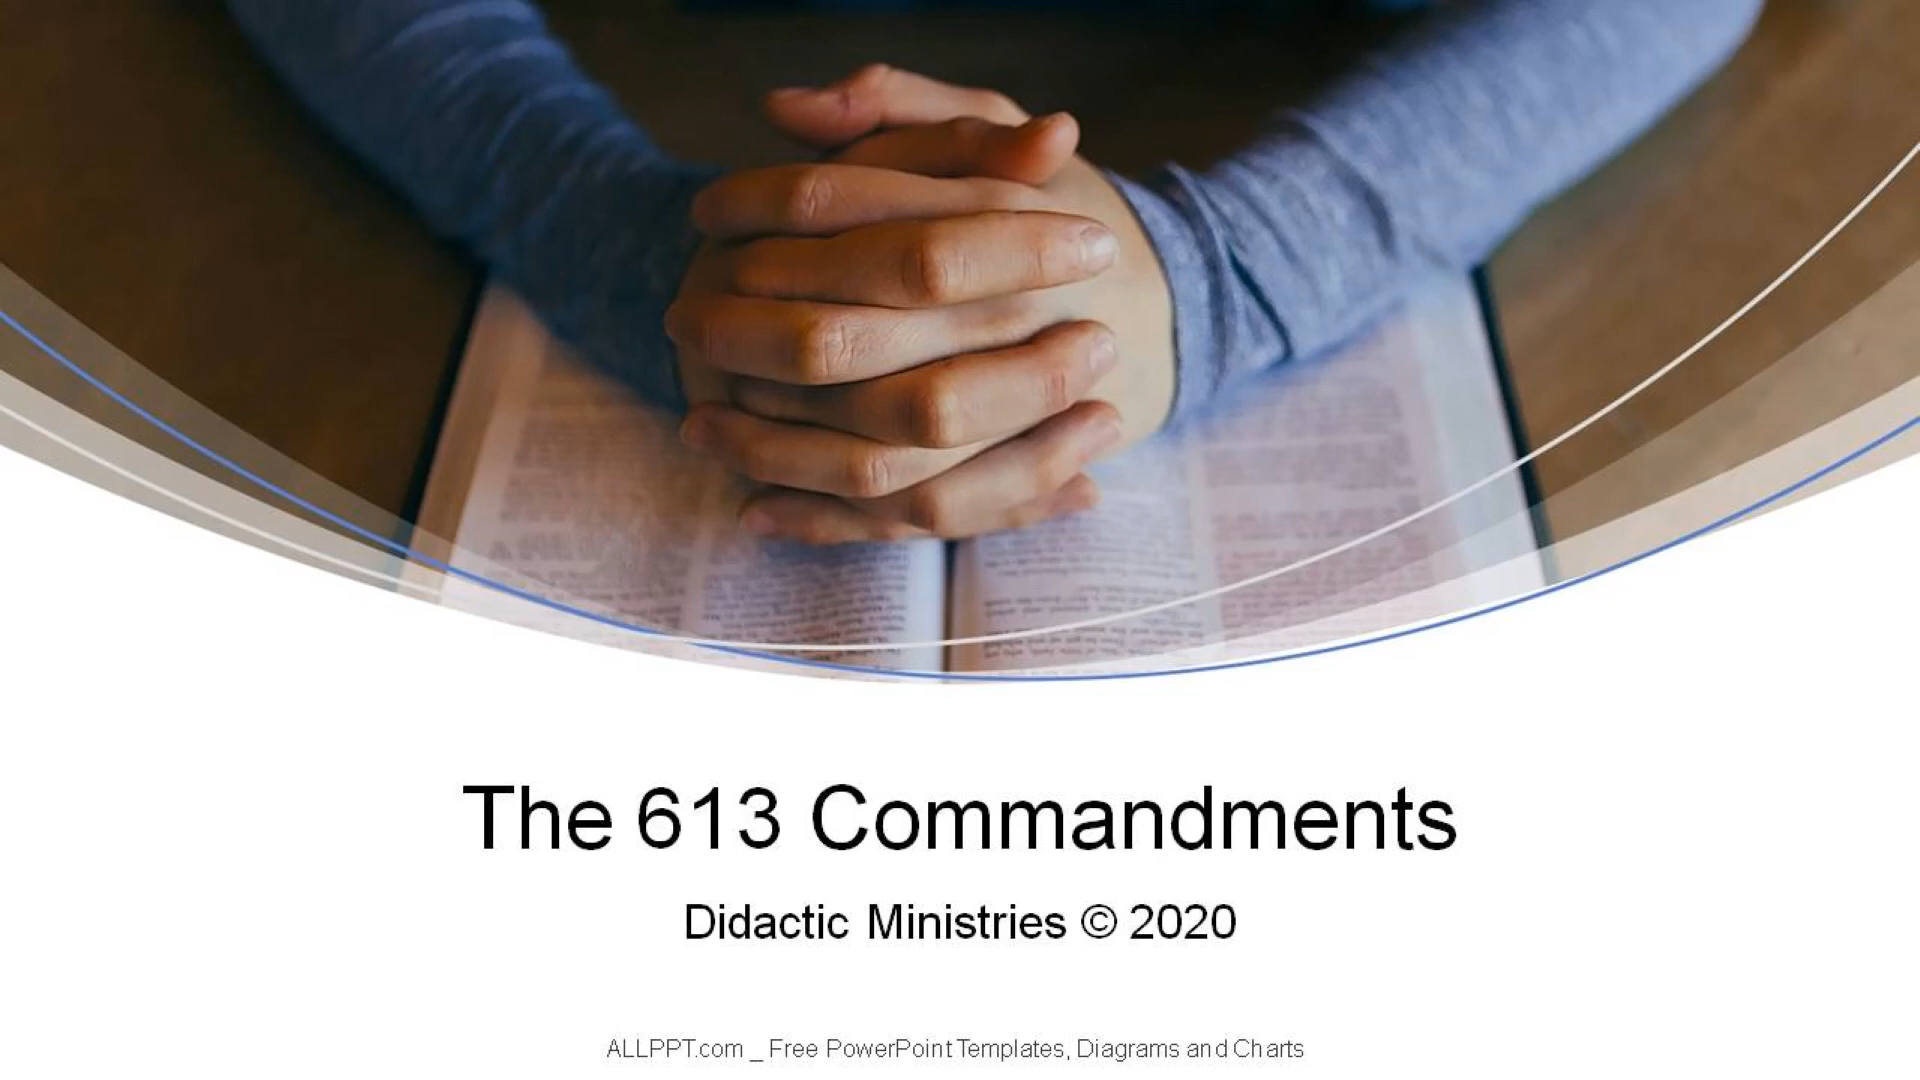 The 613 Commandments
Didactic Ministries © 2020
ALLPPT.com _ Free PowerPoint Templates, Diagrams and Charts